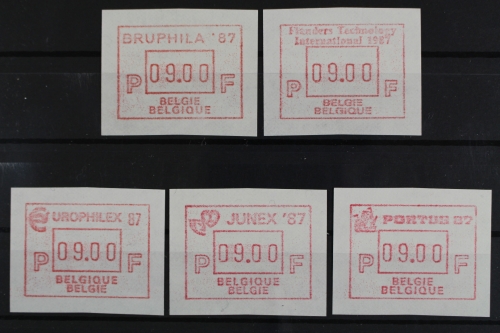 BRUPHILA '87
P 09.00 F
BELGIE
BELGIQUE
Flanders Technology
International 1987
P 09.00 F
BELGIE
BELGIQUE
EUROPHILEX 87
P 09.00 F
BELGIQUE
BELGIE
JUNEX '87
P 09.00 F
BELGIQUE
BELGIE
PORTUS 87
P 09.00 F
BELGIE
BELGIQUE